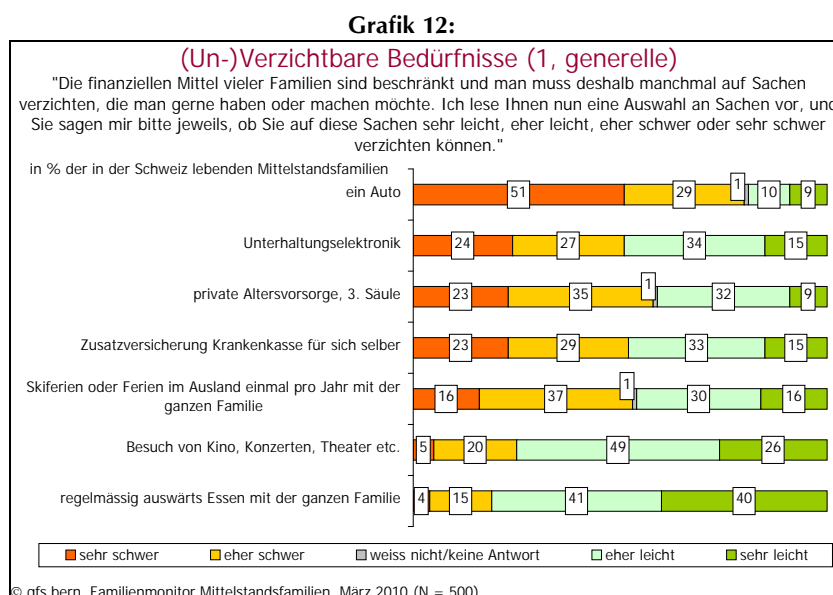 Grafik 12:
(Un-)Verzichtbare Bedürfnisse (1, generelle)
"Die finanziellen Mittel vieler Familien sind beschränkt und man muss deshalb manchmal auf Sachen
verzichten, die man gerne haben oder machen möchte. Ich lese Ihnen nun eine Auswahl an Sachen vor, und
Sie sagen mir bitte jeweils, ob Sie auf diese Sachen sehr leicht, eher leicht, eher schwer oder sehr schwer
verzichten können."
in % der in der Schweiz lebenden Mittelstandsfamilien
ein Auto 51 29 1 10 9
Unterhaltungselektronik 24 27 34 15
private Altersvorsorge, 3. Säule 23 35 1 32 9
Zusatzversicherung Krankenkasse für sich selber 23 29 33 15
Skiferien oder Ferien im Ausland einmal pro Jahr mit der
ganzen Familie 16 37 1 30 16
Besuch von Kino, Konzerten, Theater etc. 5 20 49 26
regelmässig auswärts Essen mit der ganzen Familie 4 15 41 40
sehr schwer eher schwer weiss nicht/keine Antwort eher leicht sehr leicht
© gfs.bern, Familienmonitor Mittelstandsfamilien, März 2010 (N = 500)